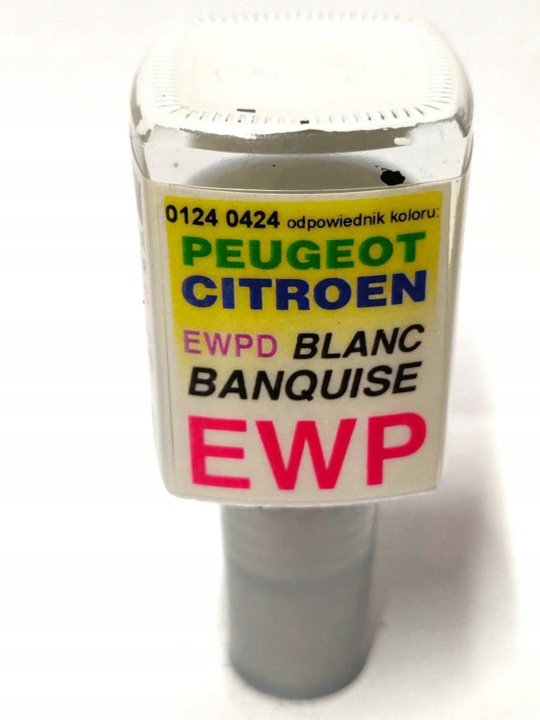 0124 0424 odpowiednik koloru:
PEUGEOT
CITROEN
EWPD BLANC
BANQUISE
EWP